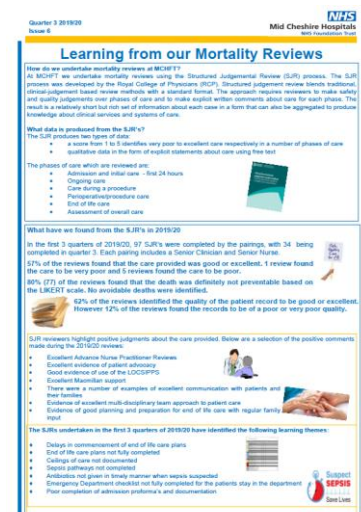 Quarter 3 2019/20
Issue 6
NHS
Mid Cheshire Hospitals
NHS Foundation Trust
Learning from our Mortality Reviews
How do we undertake mortality reviews at MCHFT?
At MCHFT we undertake mortality reviews using the Structured Judgemental Review (SJR) process. The SJR
process was developed by the Royal College of Physicians (RCP). Structured judgement review blends traditional,
clinical-judgement based review methods with a standard format. The approach requires reviewers to make safety
and quality judgements over phases of care and to make explicit written comments about care for each phase. The
result is a relatively short but rich set of information about each case in a form that can also be aggregated to produce
knowledge about clinical services and systems of care.
What data is produced from the SJR's?
The SJR produces two types of data:
a score from 1 to 5 identifies very poor to excellent care respectively in a number of phases of care
qualitative data in the form of explicit statements about care using free text
The phases of care which are reviewed are:
Admission and initial care - first 24 hours
Ongoing care
Care during a procedure
Perioperative/procedure care
End of life care
Assessment of overall care
What have we found from the SJR's in 2019/20
In the first 3 quarters of 2019/20, 97 SJR's were completed by the pairings, with 34 being
completed in quarter 3. Each pairing includes a Senior Clinician and Senior Nurse.
57% of the reviews found that the care provided was good or excellent. 1 review found
the care to be very poor and 5 reviews found the care to be poor.
80% (77) of the reviews found that the death was definitely not preventable based on
the LIKERT scale. No avoidable deaths were identified.
62% of the reviews identified the quality of the patient record to be good or excellent.
However 12% of the reviews found the records to be of a poor or very poor quality.
SJR reviewers highlight positive judgments about the care provided. Below are a selection of the positive comments
made during the 2019/20 reviews:
Excellent Advance Nurse Practitioner Reviews
Excellent evidence of patient advocacy
Good evidence of use of the LOCSIPPS
Excellent Macmillan support
There were a number of examples of excellent communication with patients and
their families
Evidence of excellent multi-disciplinary team approach to patient care
Evidence of good planning and preparation for end of life care with regular family
input
The SJRs undertaken in the first 3 quarters of 2019/20 have identified the following learning themes:
Delays in commencement of end of life care plans
End of life care plans not fully completed
Ceilings of care not documented
Sepsis pathways not completed
Antibiotics not given in timely manner when sepsis suspected
Emergency Department checklist not fully completed for the patients stay in the department
Poor completion of admission proforma's and documentation
Suspect
SEPSIS
Save Lives